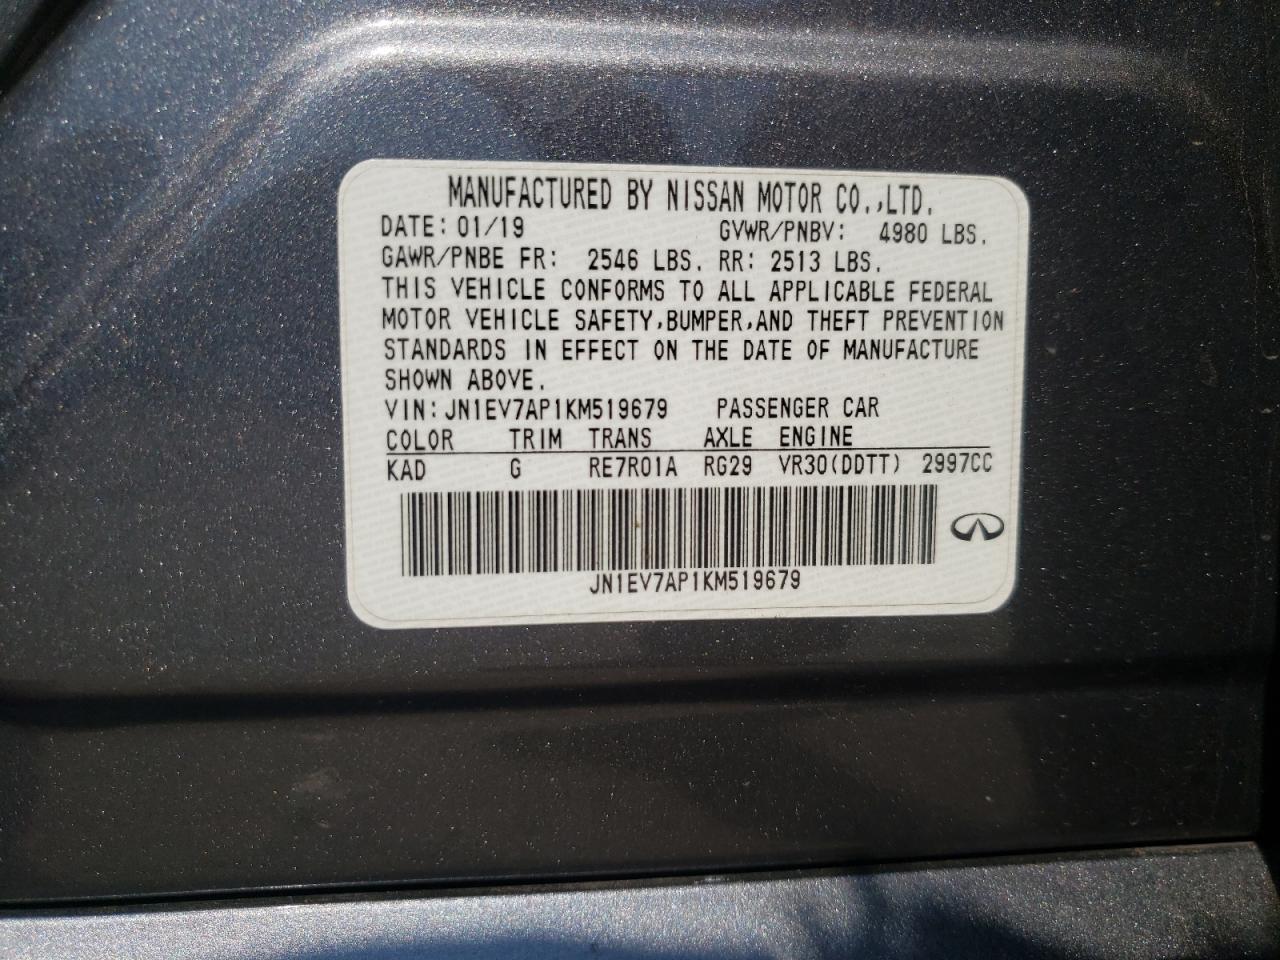 MANUFACTURED BY NISSAN MOTOR CO.,LTD.
DATE: 01/19 GVWR/PNBV: 4980 LBS.
GAWR/PNBE FR: 2546 LBS. RR: 2513 LBS.
THIS VEHICLE CONFORMS TO ALL APPLICABLE FEDERAL
MOTOR VEHICLE SAFETY,BUMPER,AND THEFT PREVENTION
STANDARDS IN EFFECT ON THE DATE OF MANUFACTURE
SHOWN ABOVE.
VIN: JN1EV7AP1KM519679 PASSENGER CAR
COLOR TRIM TRANS AXLE ENGINE
KAD G RE7R01A RG29 VR30(DDTT) 2997CC
JN1EV7AP1KM519679